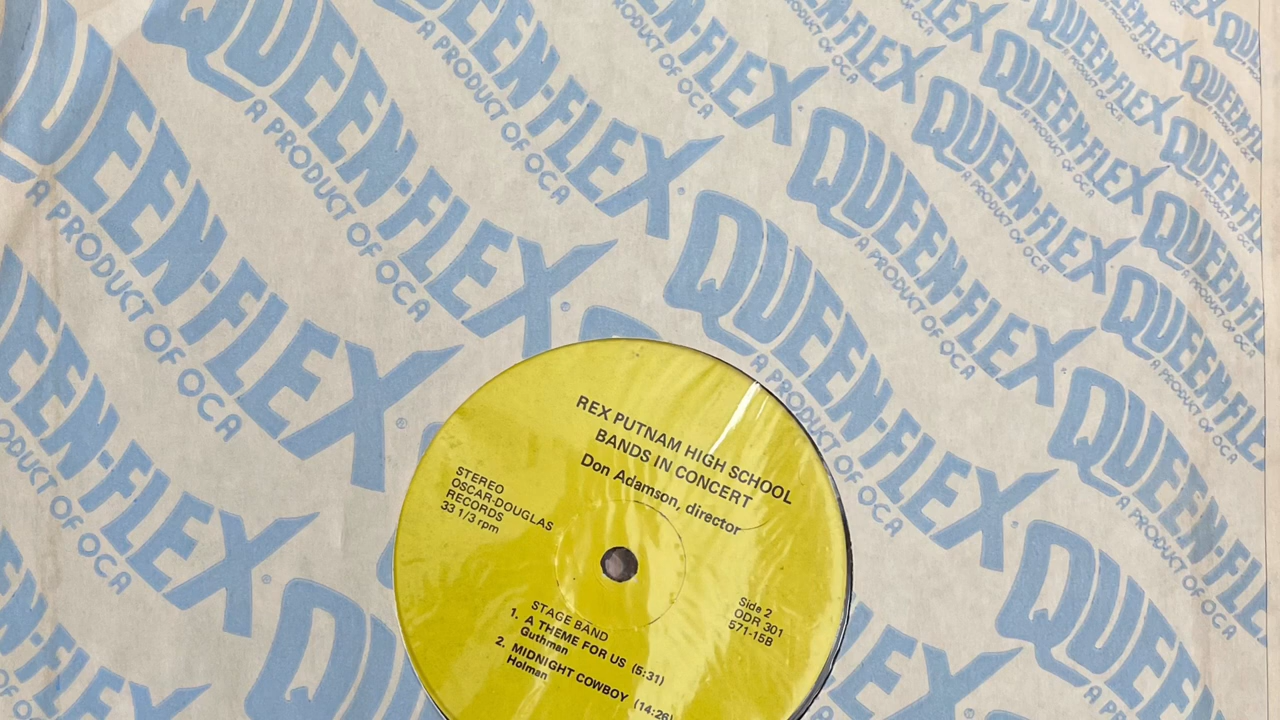 QUEEN-FLEX®
A PRODUCT OF OCA
REX PUTNAM HIGH SCHOOL
BANDS IN CONCERT
Don Adamson, director
STEREO
OSCAR-DOUGLAS
RECORDS
33 1/3 rpm
Side 2
ODR 301
571-15B
STAGE BAND
1. A THEME FOR US (5:31)
Guthman
2. MIDNIGHT COWBOY (14:26)
Holman